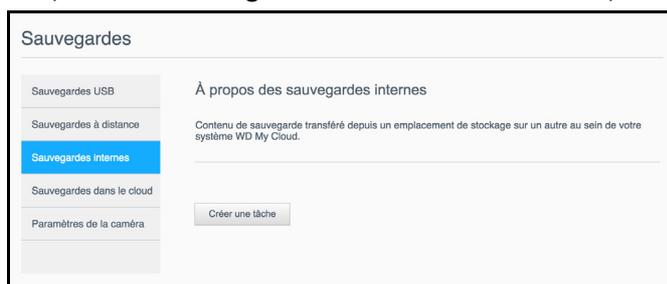 Sauvegardes
Sauvegardes USB
Sauvegardes à distance
Sauvegardes internes
Sauvegardes dans le cloud
Paramètres de la caméra
À propos des sauvegardes internes
Contenu de sauvegarde transféré depuis un emplacement de stockage sur un autre au sein de votre
système WD My Cloud.
Créer une tâche